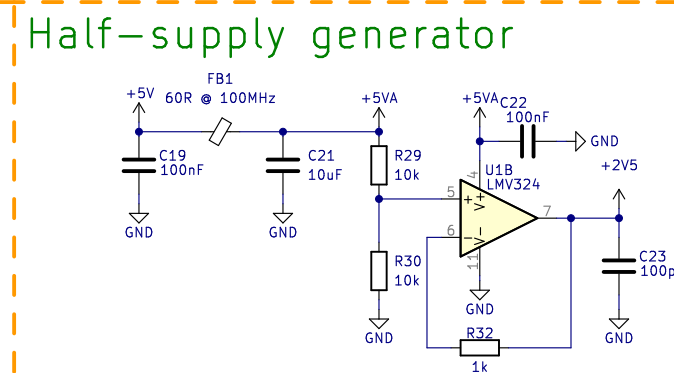 Half-supply generator
FB1
60R @ 100MHz
+5V
+5VA
+5VA
C22
100nF
GND
C19
100nF
C21
10uF
R29
10k
U1B
LMV324
+2V5
4
5
+
V+
7
6
-
V-
11
GND
GND
R30
10k
C23
100p
GND
GND
R32
GND
1k